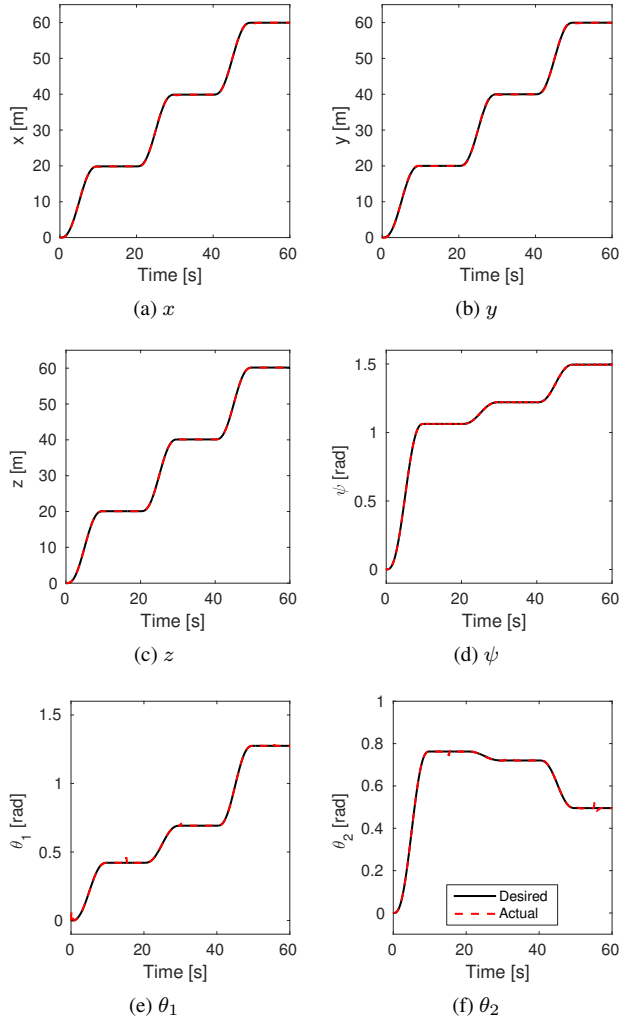 60
50
40
30
20
10
0
x [m]
0 20 40 60
Time [s]
(a) x
60
50
40
30
20
10
0
y [m]
0 20 40 60
Time [s]
(b) y
60
50
40
30
20
10
0
z [m]
0 20 40 60
Time [s]
(c) z
1.5
1
0.5
0
ψ [rad]
0 20 40 60
Time [s]
(d) ψ
1.5
1
0.5
0
θ1 [rad]
0 20 40 60
Time [s]
(e) θ1
1
0.8
0.6
0.4
0.2
0
θ2 [rad]
Desired
Actual
0 20 40 60
Time [s]
(f) θ2